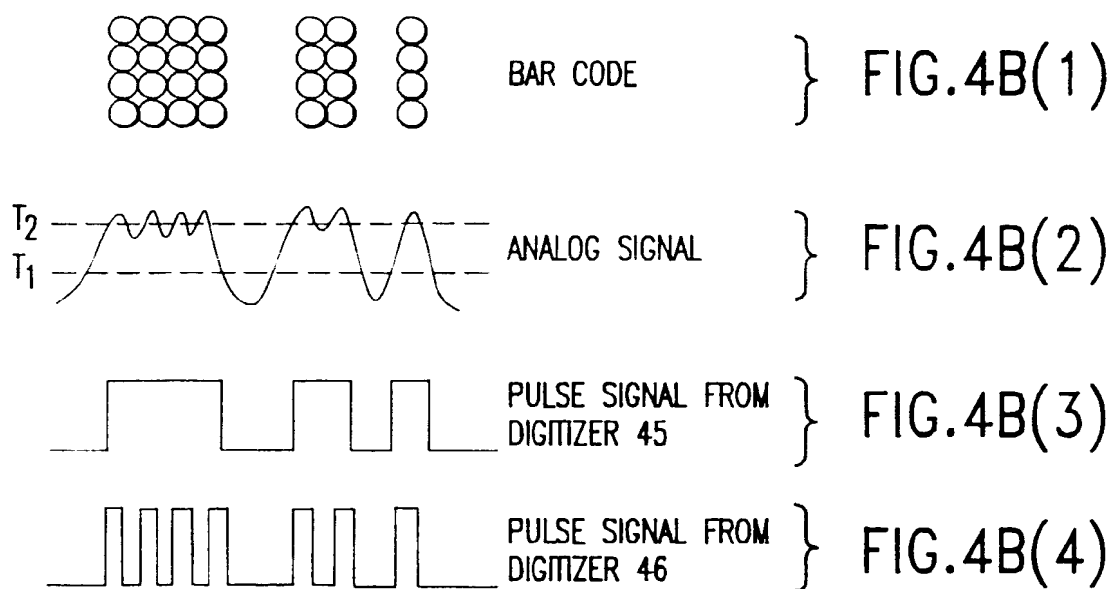 BAR CODE
FIG.4B(1)
T2
T1
ANALOG SIGNAL
FIG.4B(2)
PULSE SIGNAL FROM
DIGITIZER 45
FIG.4B(3)
PULSE SIGNAL FROM
DIGITIZER 46
FIG.4B(4)